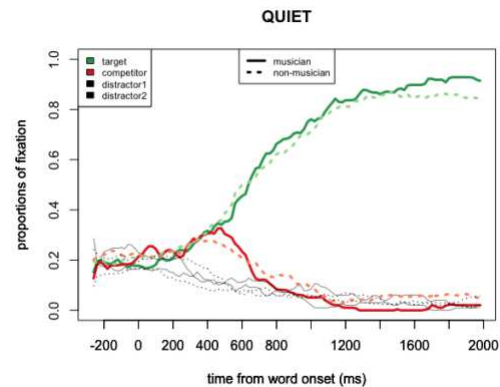 QUIET
target
competitor
distractor1
distractor2
musician
non-musician
proportions of fixation
1.0
0.8
0.6
0.4
0.2
0.0
-200 0 200 400 600 800 1000 1200 1600 2000
time from word onset (ms)